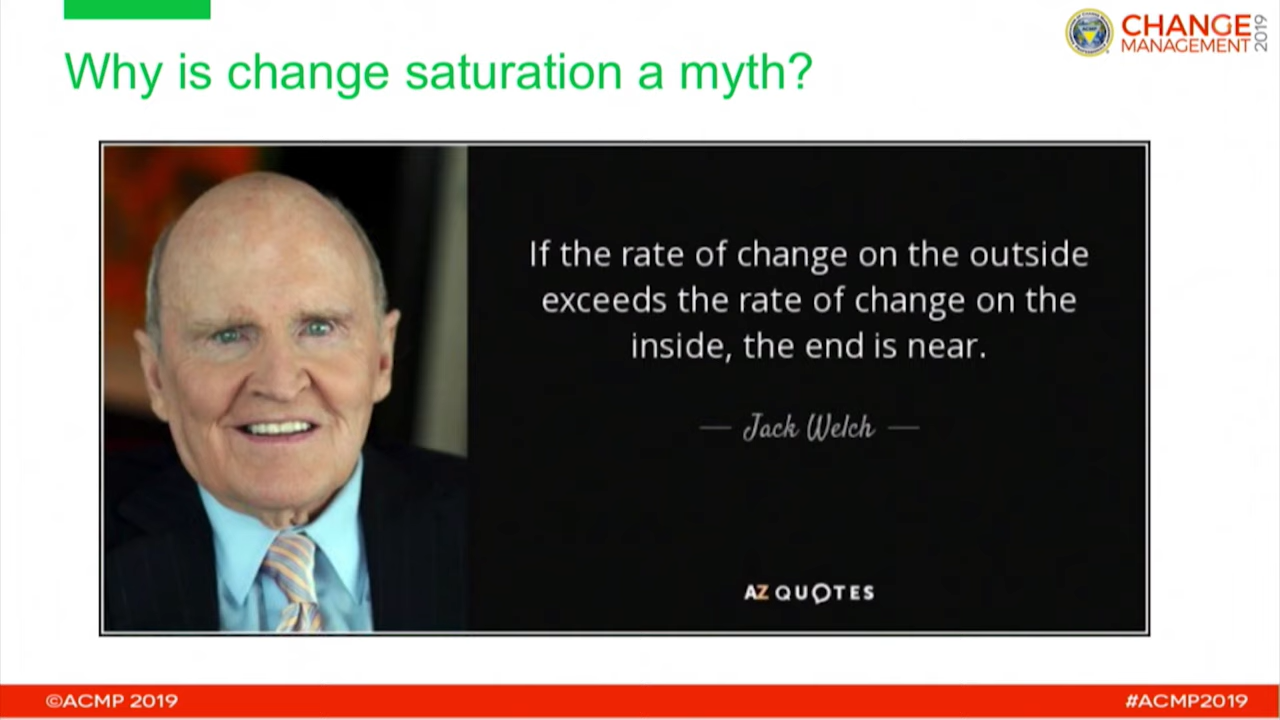 CHANGE
MANAGEMENT
2019
Why is change saturation a myth?
If the rate of change on the outside
exceeds the rate of change on the
inside, the end is near.
— Jack Welch —
AZ QUOTES
©ACMP 2019
#ACMP2019